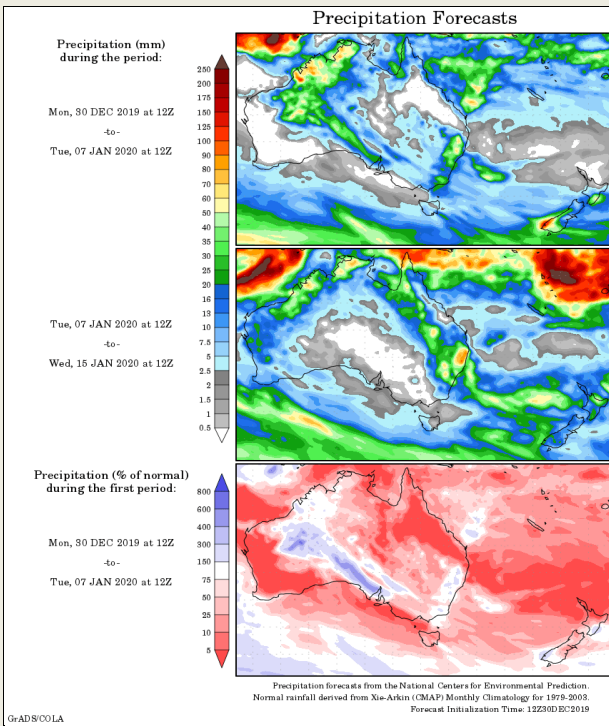 Precipitation Forecasts
Precipitation (mm)
during the period:
Mon, 30 DEC 2019 at 12Z
-to-
Tue, 07 JAN 2020 at 12Z
250
200
175
150
125
100
90
80
70
60
50
40
35
30
25
20
16
13
10
7.5
5
2.5
2
1.5
1
0.5
Tue, 07 JAN 2020 at 12Z
-to-
Wed, 15 JAN 2020 at 12Z
Precipitation (% of normal)
during the first period:
Mon, 30 DEC 2019 at 12Z
-to-
Tue, 07 JAN 2020 at 12Z
800
600
400
300
150
75
50
25
10
5
Precipitation forecasts from the National Centers for Environmental Prediction.
Normal rainfall derived from Xie-Arkin (CMAP) Monthly Climatology for 1979-2003.
Forecast Initialization Time: 12Z30DEC2019
GrADS/COLA